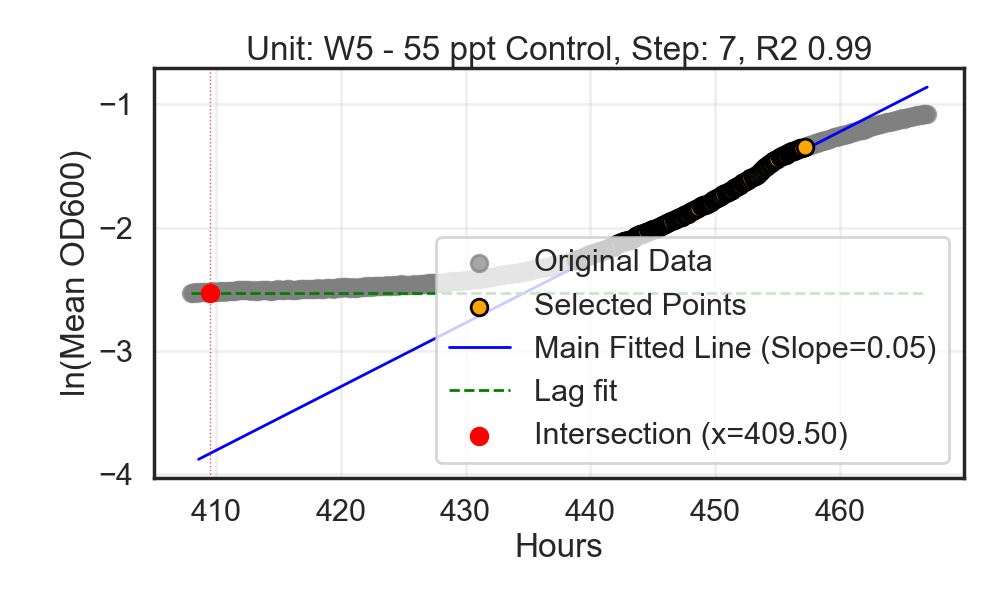 Unit: W5 - 55 ppt Control, Step: 7, R2 0.99
ln(Mean OD600)
−1
−2
−3
−4
Original Data
Selected Points
Main Fitted Line (Slope=0.05)
Lag fit
Intersection (x=409.50)
410 420 430 440 450 460
Hours